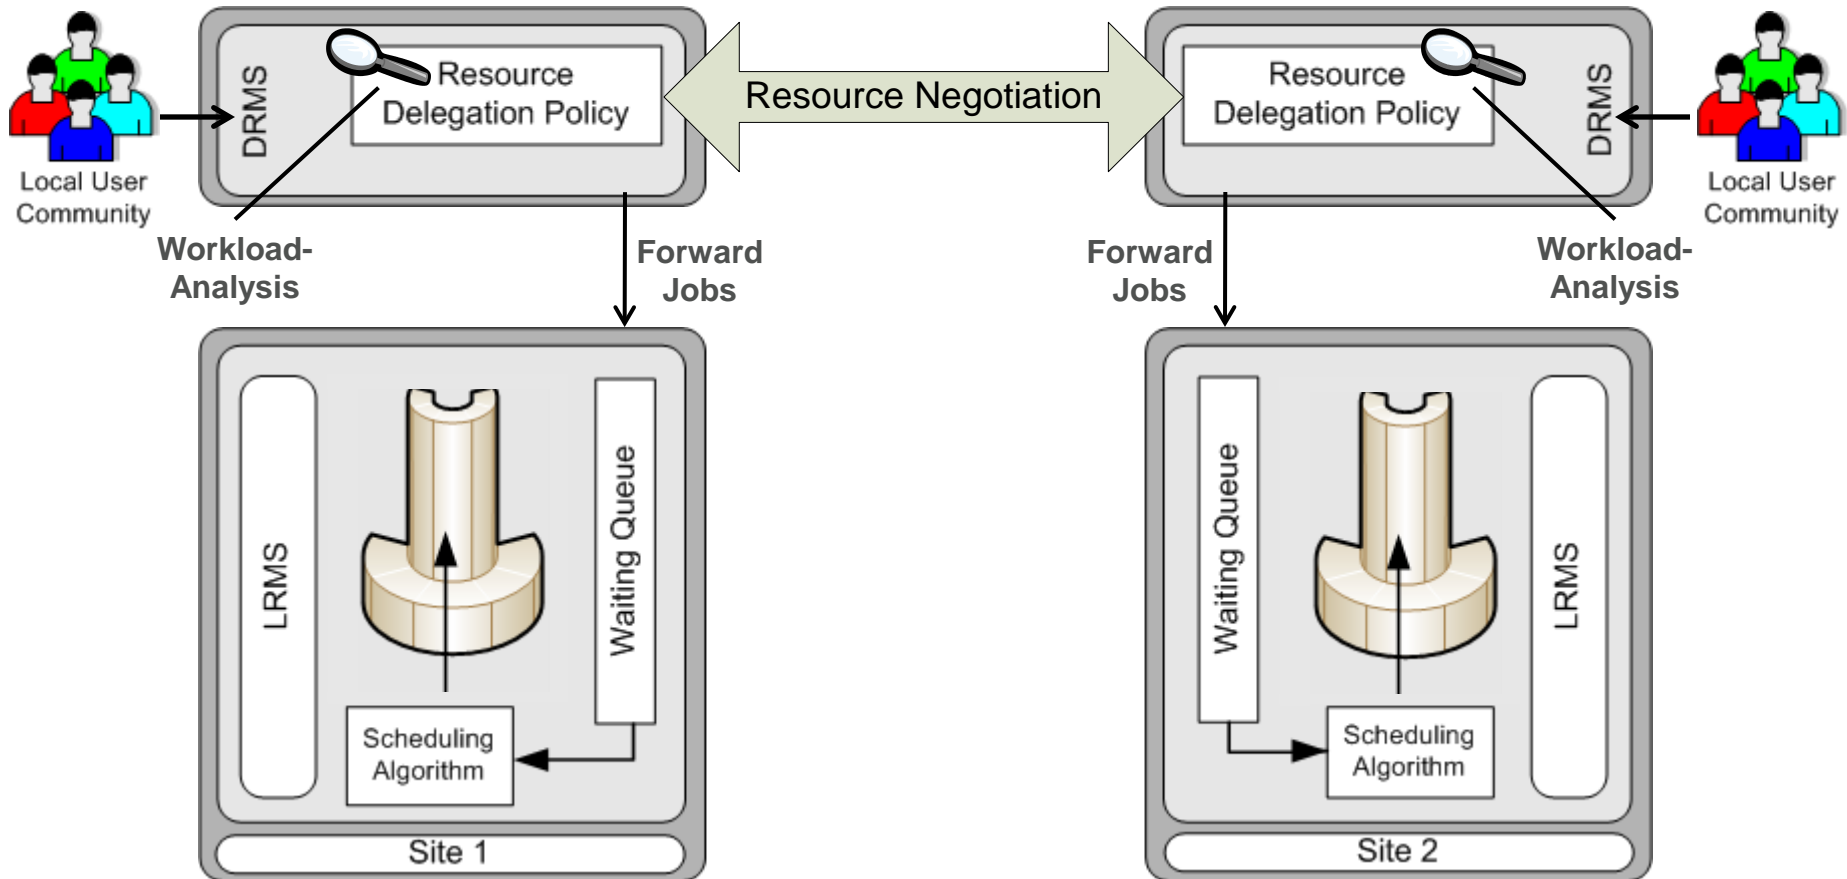 DRMS
Resource
Delegation Policy
Resource Negotiation
Resource
Delegation Policy
DRMS
Local User
Community
Local User
Community
Workload-
Analysis
Forward
Jobs
Forward
Jobs
Workload-
Analysis
LRMS
Waiting Queue
Scheduling
Algorithm
Site 1
Waiting Queue
LRMS
Scheduling
Algorithm
Site 2